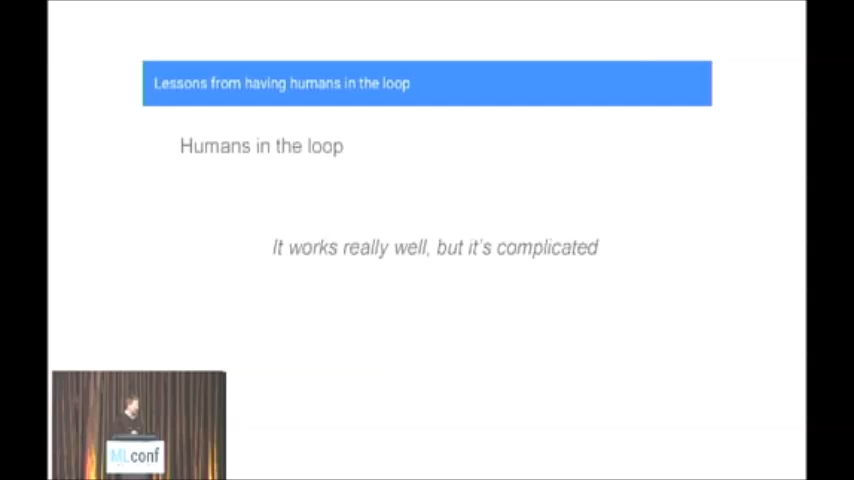 Lessons from having humans in the loop
Humans in the loop
It works really well, but it's complicated
MLconf